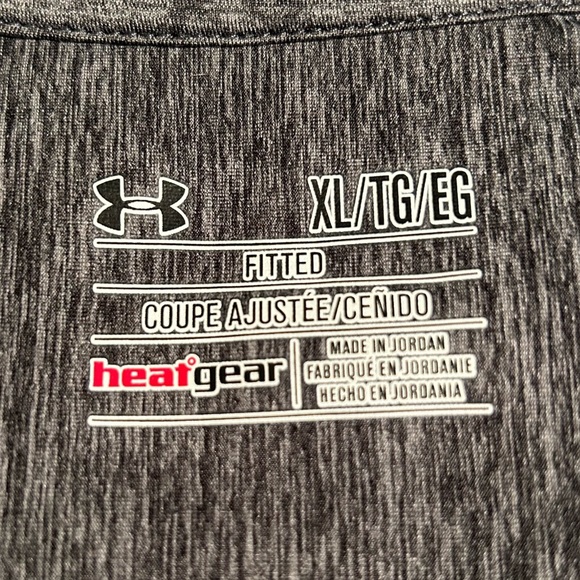 XL/TG/EG
FITTED
COUPE AJUSTÉE/CEÑIDO
heatgear
MADE IN JORDAN
FABRIQUÉ EN JORDANIE
HECHO EN JORDANIA